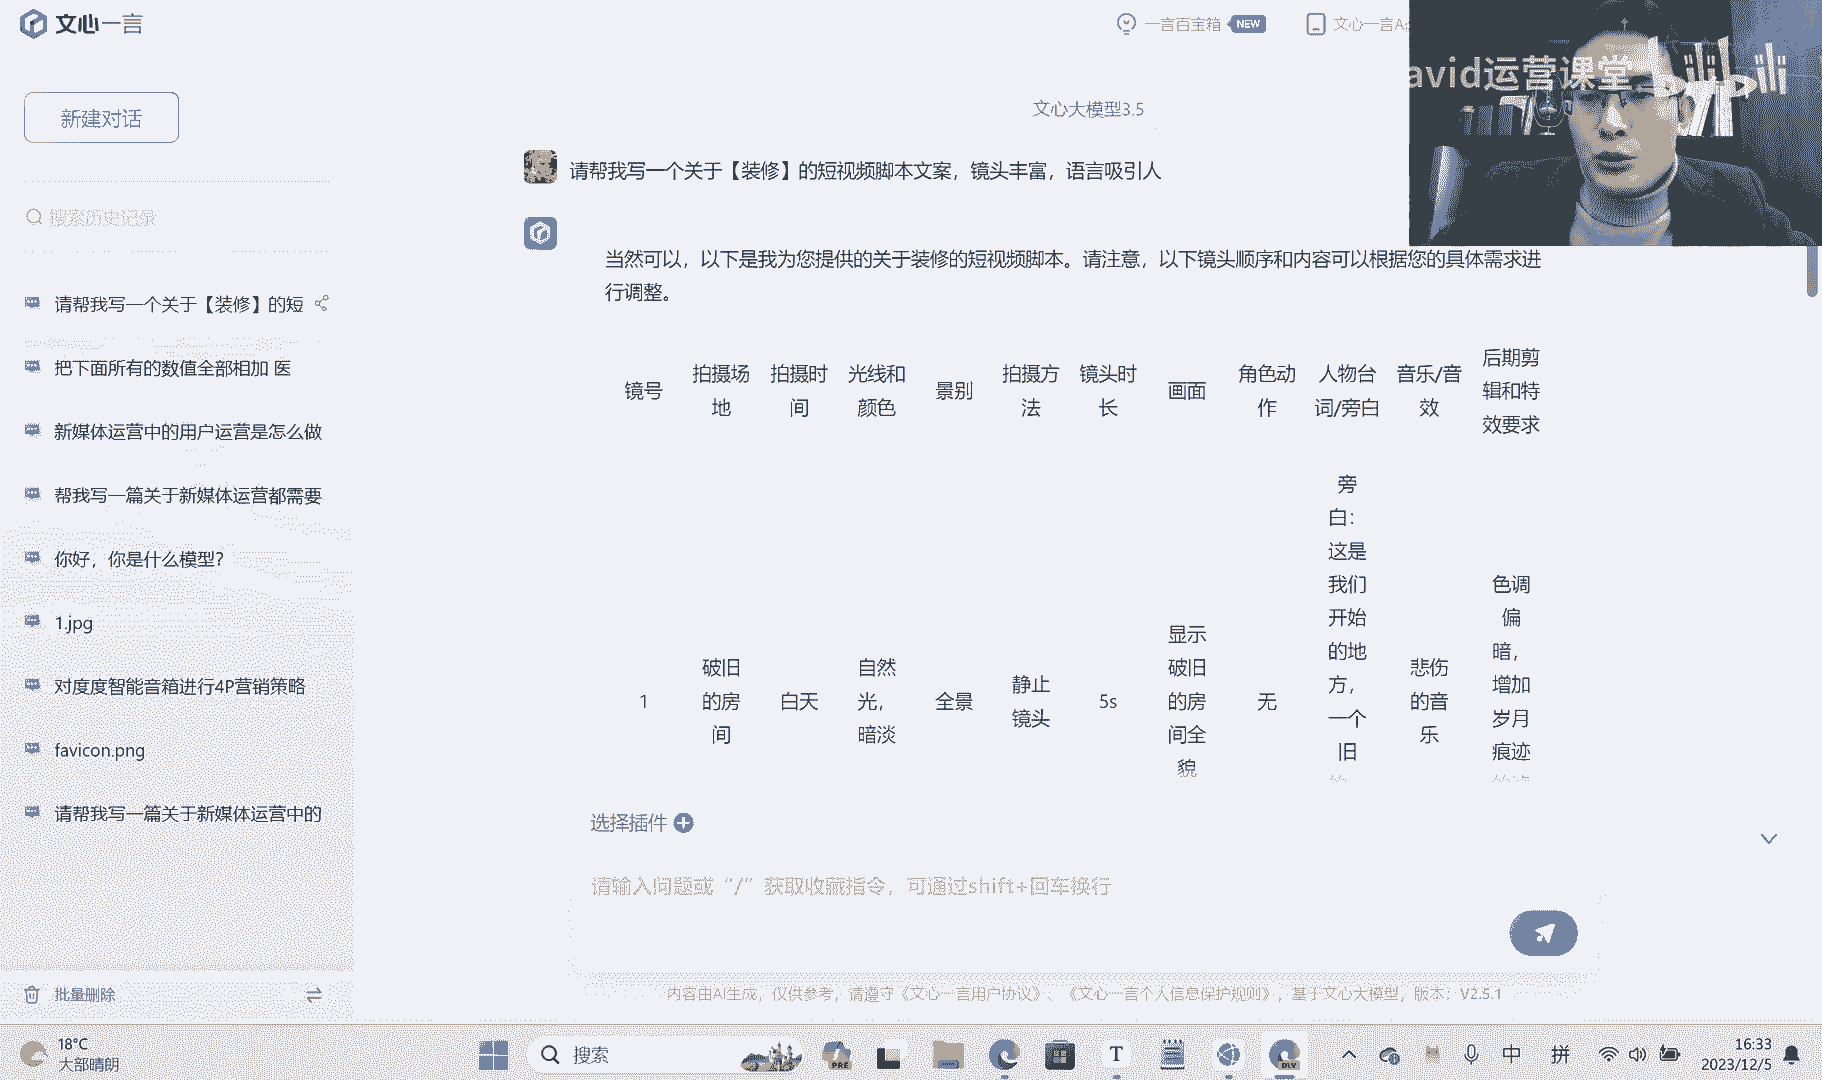 文心一言
一言百宝箱 NEW
文心一言A
avid运营课堂 bilibili
新建对话
文心大模型3.5
请帮我写一个关于【装修】的短视频脚本文案，镜头丰富，语言吸引人
搜索历史记录
当然可以，以下是我为您提供的关于装修的短视频脚本。请注意，以下镜头顺序和内容可以根据您的具体需求进
行调整。
请帮我写一个关于【装修】的短
把下面所有的数值全部相加 医
新媒体运营中的用户运营是怎么做
帮我写一篇关于新媒体运营都需要
你好，你是什么模型？
1.jpg
对度度智能音箱进行4P营销策略
favicon.png
请帮我写一篇关于新媒体运营中的
批量删除
镜号
拍摄场
地
拍摄时
间
光线和
颜色
景别
拍摄方
法
镜头时
长
画面
角色动
作
人物台
词/旁白
音乐/音
效
后期剪
辑和特
效要求
1
破旧
的房
间
白天
自然
光，
暗淡
全景
静止
镜头
5s
显示
破旧
的房
间全
貌
无
旁
白：
这是
我们
开始
的地
方，
一个
旧
悲伤
的音
乐
色调
偏
暗，
增加
岁月
痕迹
选择插件
请输入问题或“/”获取收藏指令，可通过shift+回车换行
内容由AI生成，仅供参考，请遵守《文心一言用户协议》、《文心一言个人信息保护规则》，基于文心大模型，版本：V2.5.1
18°C
大部晴朗
搜索
PRE
T
DEV
中
拼
16:33
2023/12/5